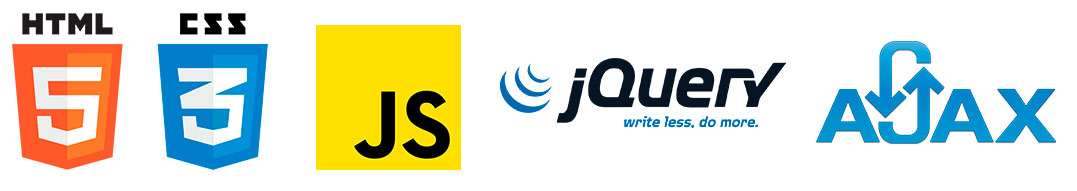 HTML
5
CSS
3
JS
jQuery
write less, do more.
AJAX